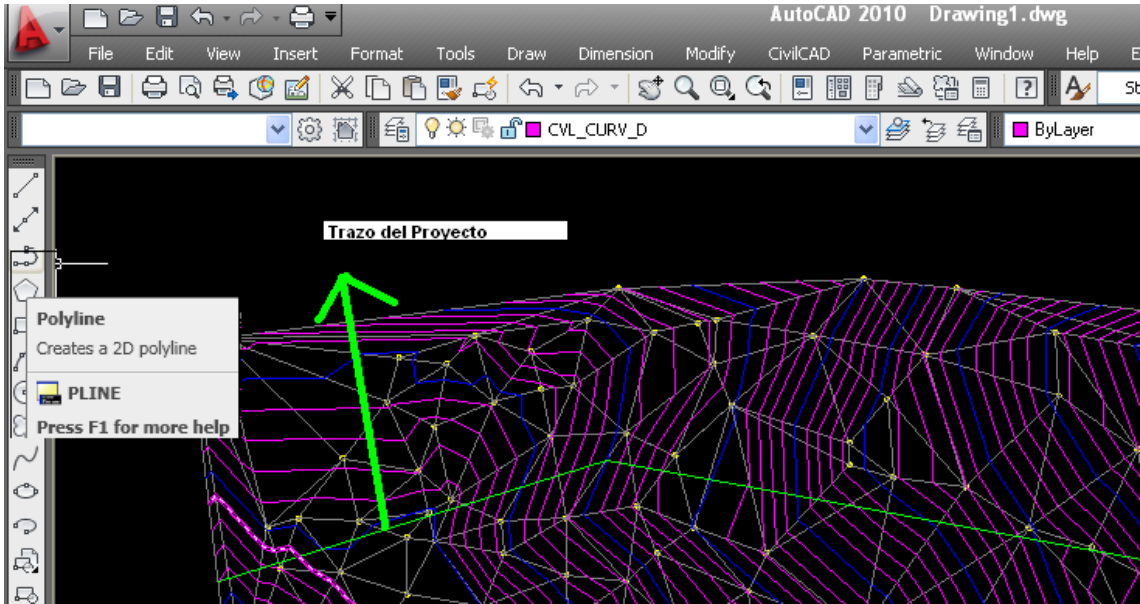 AutoCAD 2010 Drawing1.dwg
File Edit View Insert Format Tools Draw Dimension Modify CivilCAD Parametric Window Help E
St
CVL_CURV_D ByLayer
Trazo del Proyecto
Polyline
Creates a 2D polyline
PLINE
Press F1 for more help